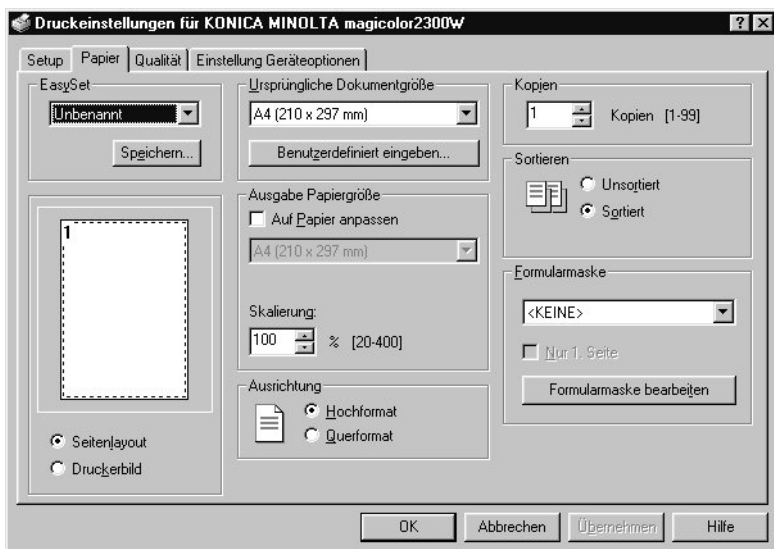 Druckeinstellungen für KONICA MINOLTA magicolor2300W
Setup Papier Qualität Einstellung Geräteoptionen
EasySet
Unbenannt
Speichern...
1
Seitenlayout
Druckerbild
Ursprüngliche Dokumentgröße
A4 (210 x 297 mm)
Benutzerdefiniert eingeben...
Ausgabe Papiergröße
Auf Papier anpassen
A4 (210 x 297 mm)
Skalierung:
100 % [20-400]
Ausrichtung
Hochformat
Querformat
Kopien
1 Kopien [1-99]
Sortieren
Unsortiert
Sortiert
Formularmaske
<KEINE>
Nur 1. Seite
Formularmaske bearbeiten
OK Abbrechen Übernehmen Hilfe